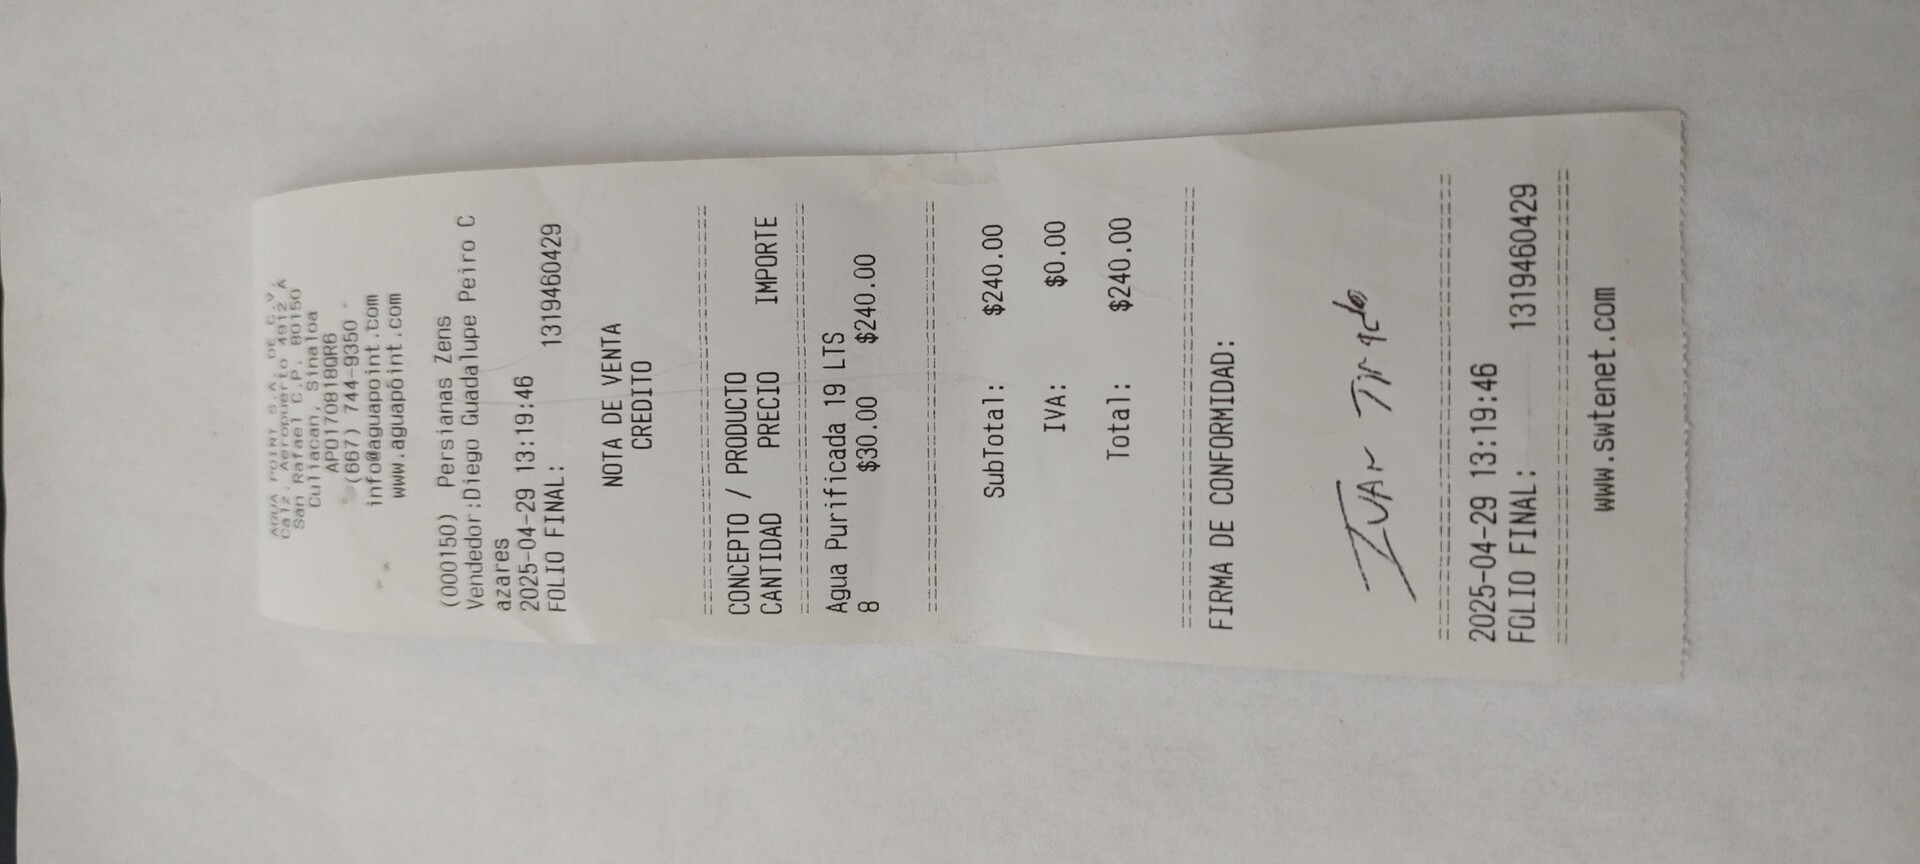 AQUA POINT S.A. DE C.V.
Calz. Aeropuerto 4912 A
San Rafael C.P. 80150
Culiacan, Sinaloa
APO170818QR6
(667) 744-9350
info@aguapoint.com
www.aguapoint.com
(000150) Persianas Zens
Vendedor:Diego Guadalupe Peiro C
azares
2025-04-29 13:19:46
FOLIO FINAL: 1319460429
NOTA DE VENTA
CREDITO
CONCEPTO / PRODUCTO
CANTIDAD PRECIO IMPORTE
Agua Purificada 19 LTS
8 $30.00 $240.00
SubTotal: $240.00
IVA: $0.00
Total: $240.00
FIRMA DE CONFORMIDAD:
IVAN Tirado
2025-04-29 13:19:46
FOLIO FINAL: 1319460429
www.swtenet.com